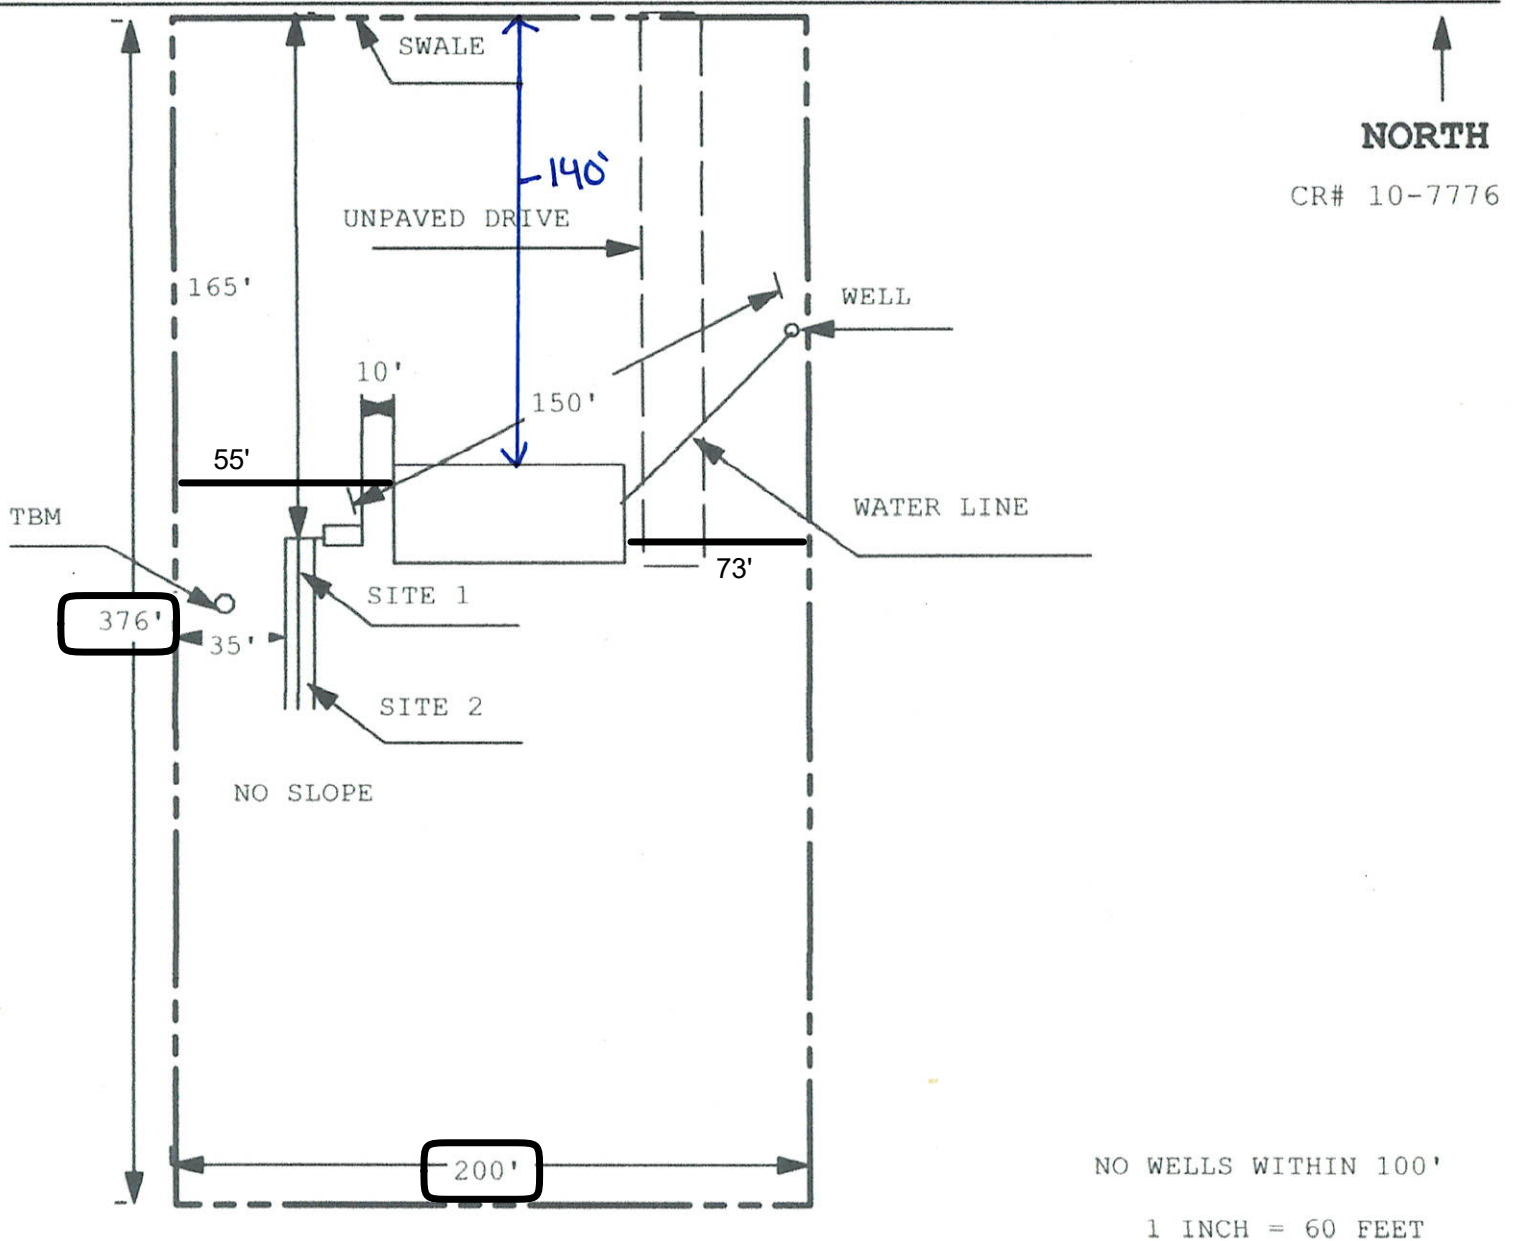 SWALE
NORTH
CR# 10-7776
140'
UNPAVED DRIVE
165'
WELL
10'
150'
55'
WATER LINE
TBM
73'
SITE 1
376'
35'
SITE 2
NO SLOPE
200'
NO WELLS WITHIN 100'
1 INCH = 60 FEET